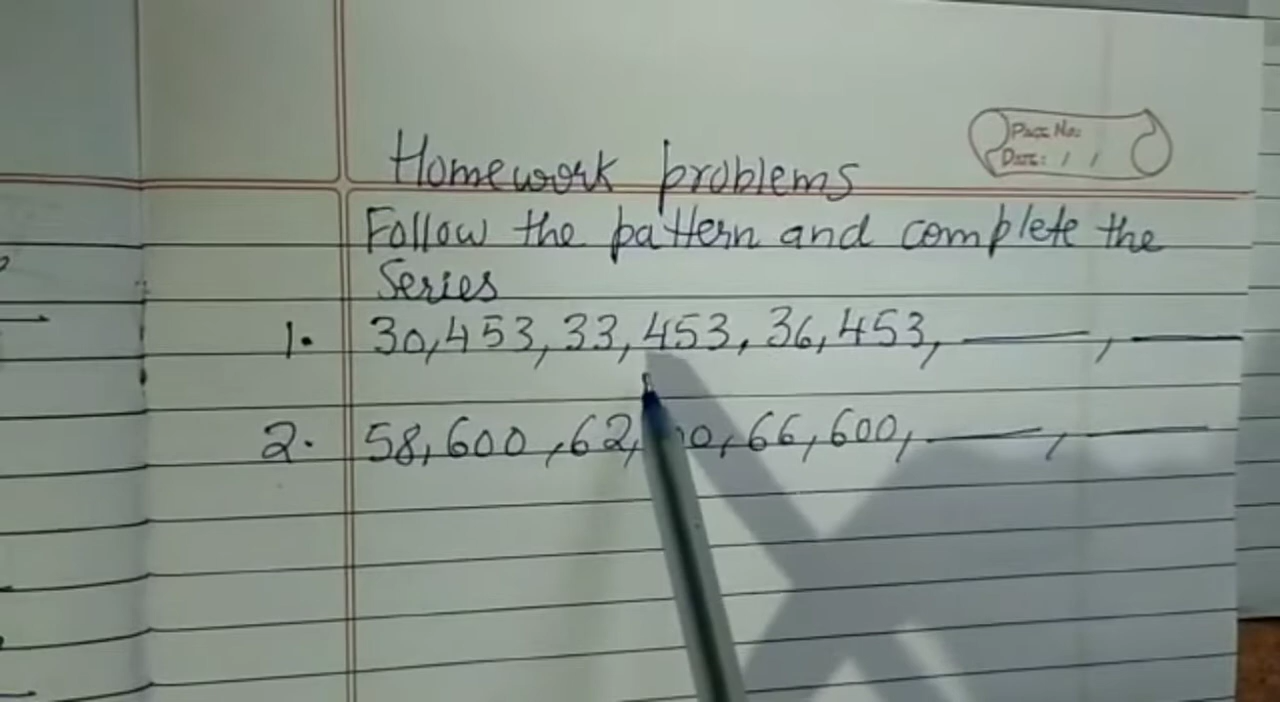 Page No.
Date: / /
Homework problems
Follow the pattern and complete the
Series
1. 30,453, 33,453, 36,453, ____, ____
2. 58,600, 62, 0, 66,600, ____, ____